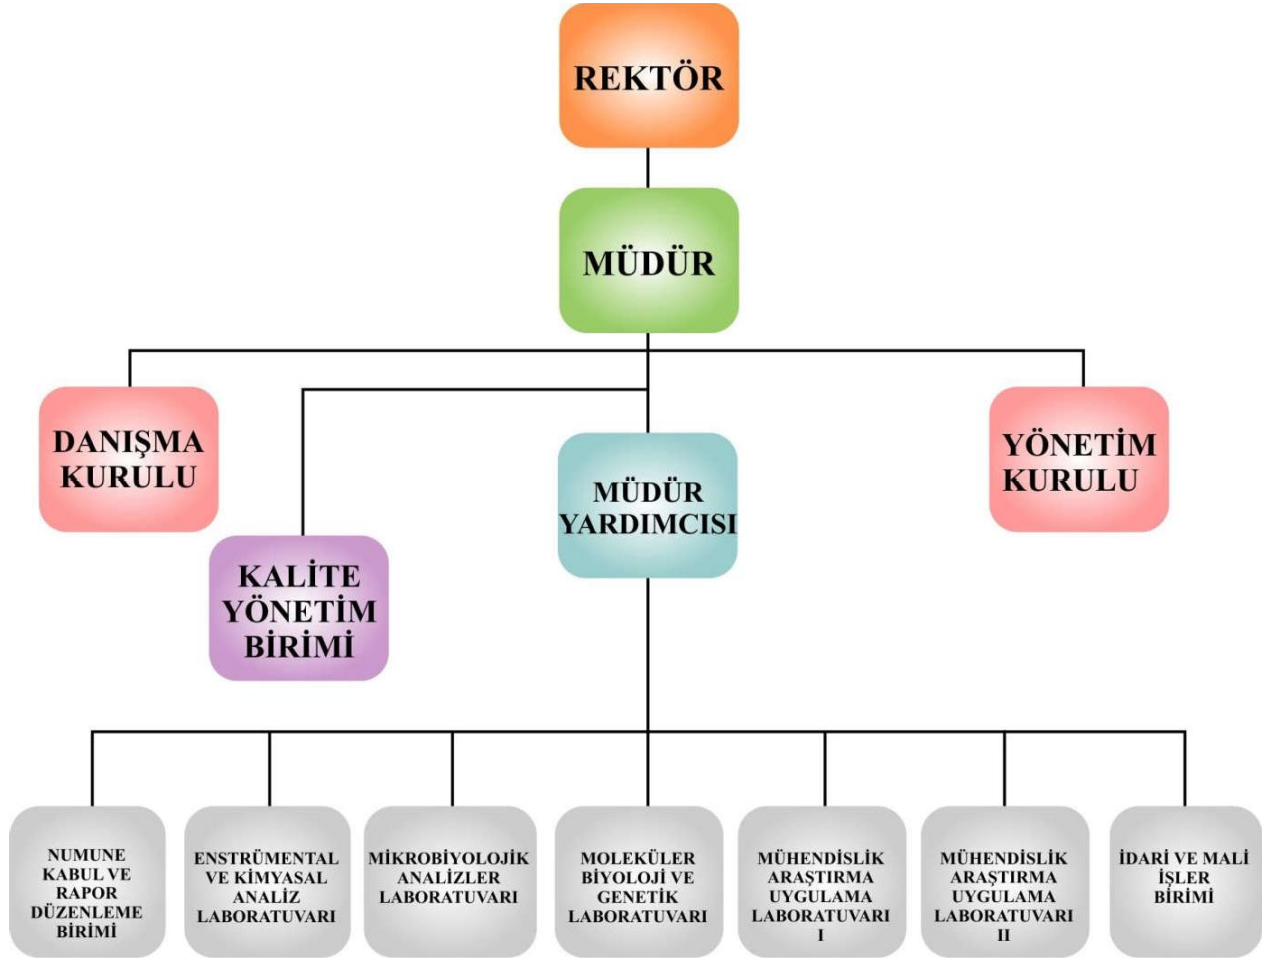 REKTÖR
MÜDÜR
DANIŞMA
KURULU
YÖNETİM
KURULU
MÜDÜR
YARDIMCISI
KALİTE
YÖNETİM
BİRİMİ
NUMUNE
KABUL VE
RAPOR
DÜZENLEME
BİRİMİ
ENSTRÜMENTAL
VE KİMYASAL
ANALİZ
LABORATUVARI
MİKROBİYOLOJİK
ANALİZLER
LABORATUVARI
MOLEKÜLER
BİYOLOJİ VE
GENETİK
LABORATUVARI
MÜHENDİSLİK
ARAŞTIRMA
UYGULAMA
LABORATUVARI
I
MÜHENDİSLİK
ARAŞTIRMA
UYGULAMA
LABORATUVARI
II
İDARİ VE MALİ
İŞLER
BİRİMİ